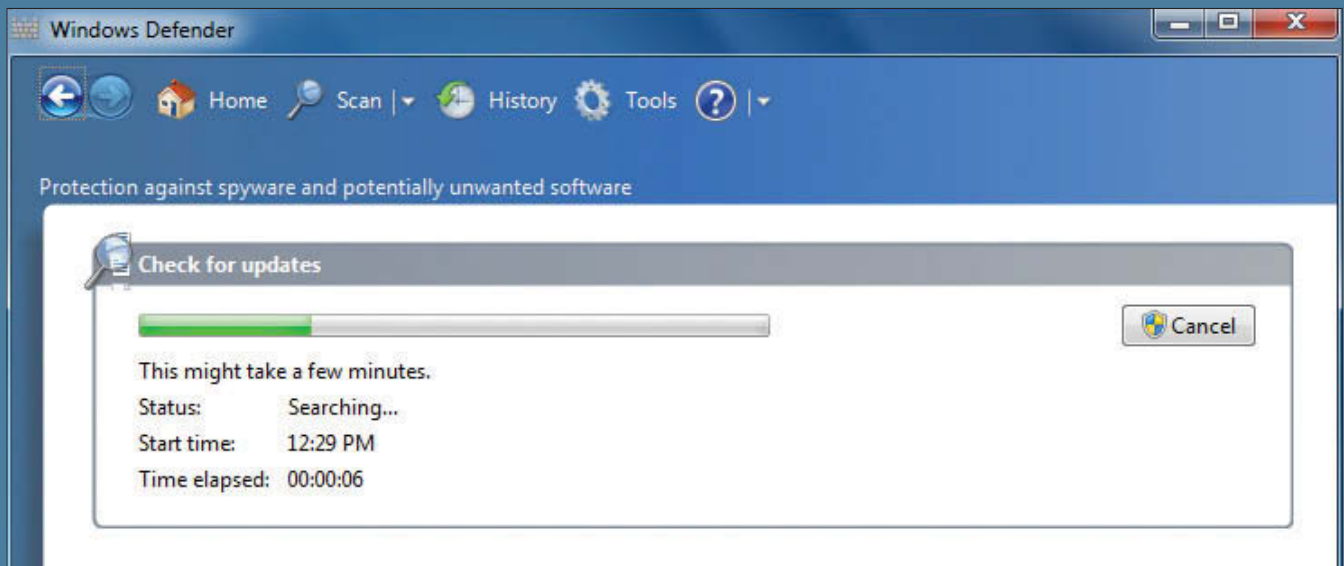 Windows Defender
Home Scan History Tools ?
Protection against spyware and potentially unwanted software
Check for updates
Cancel
This might take a few minutes.
Status: Searching...
Start time: 12:29 PM
Time elapsed: 00:00:06